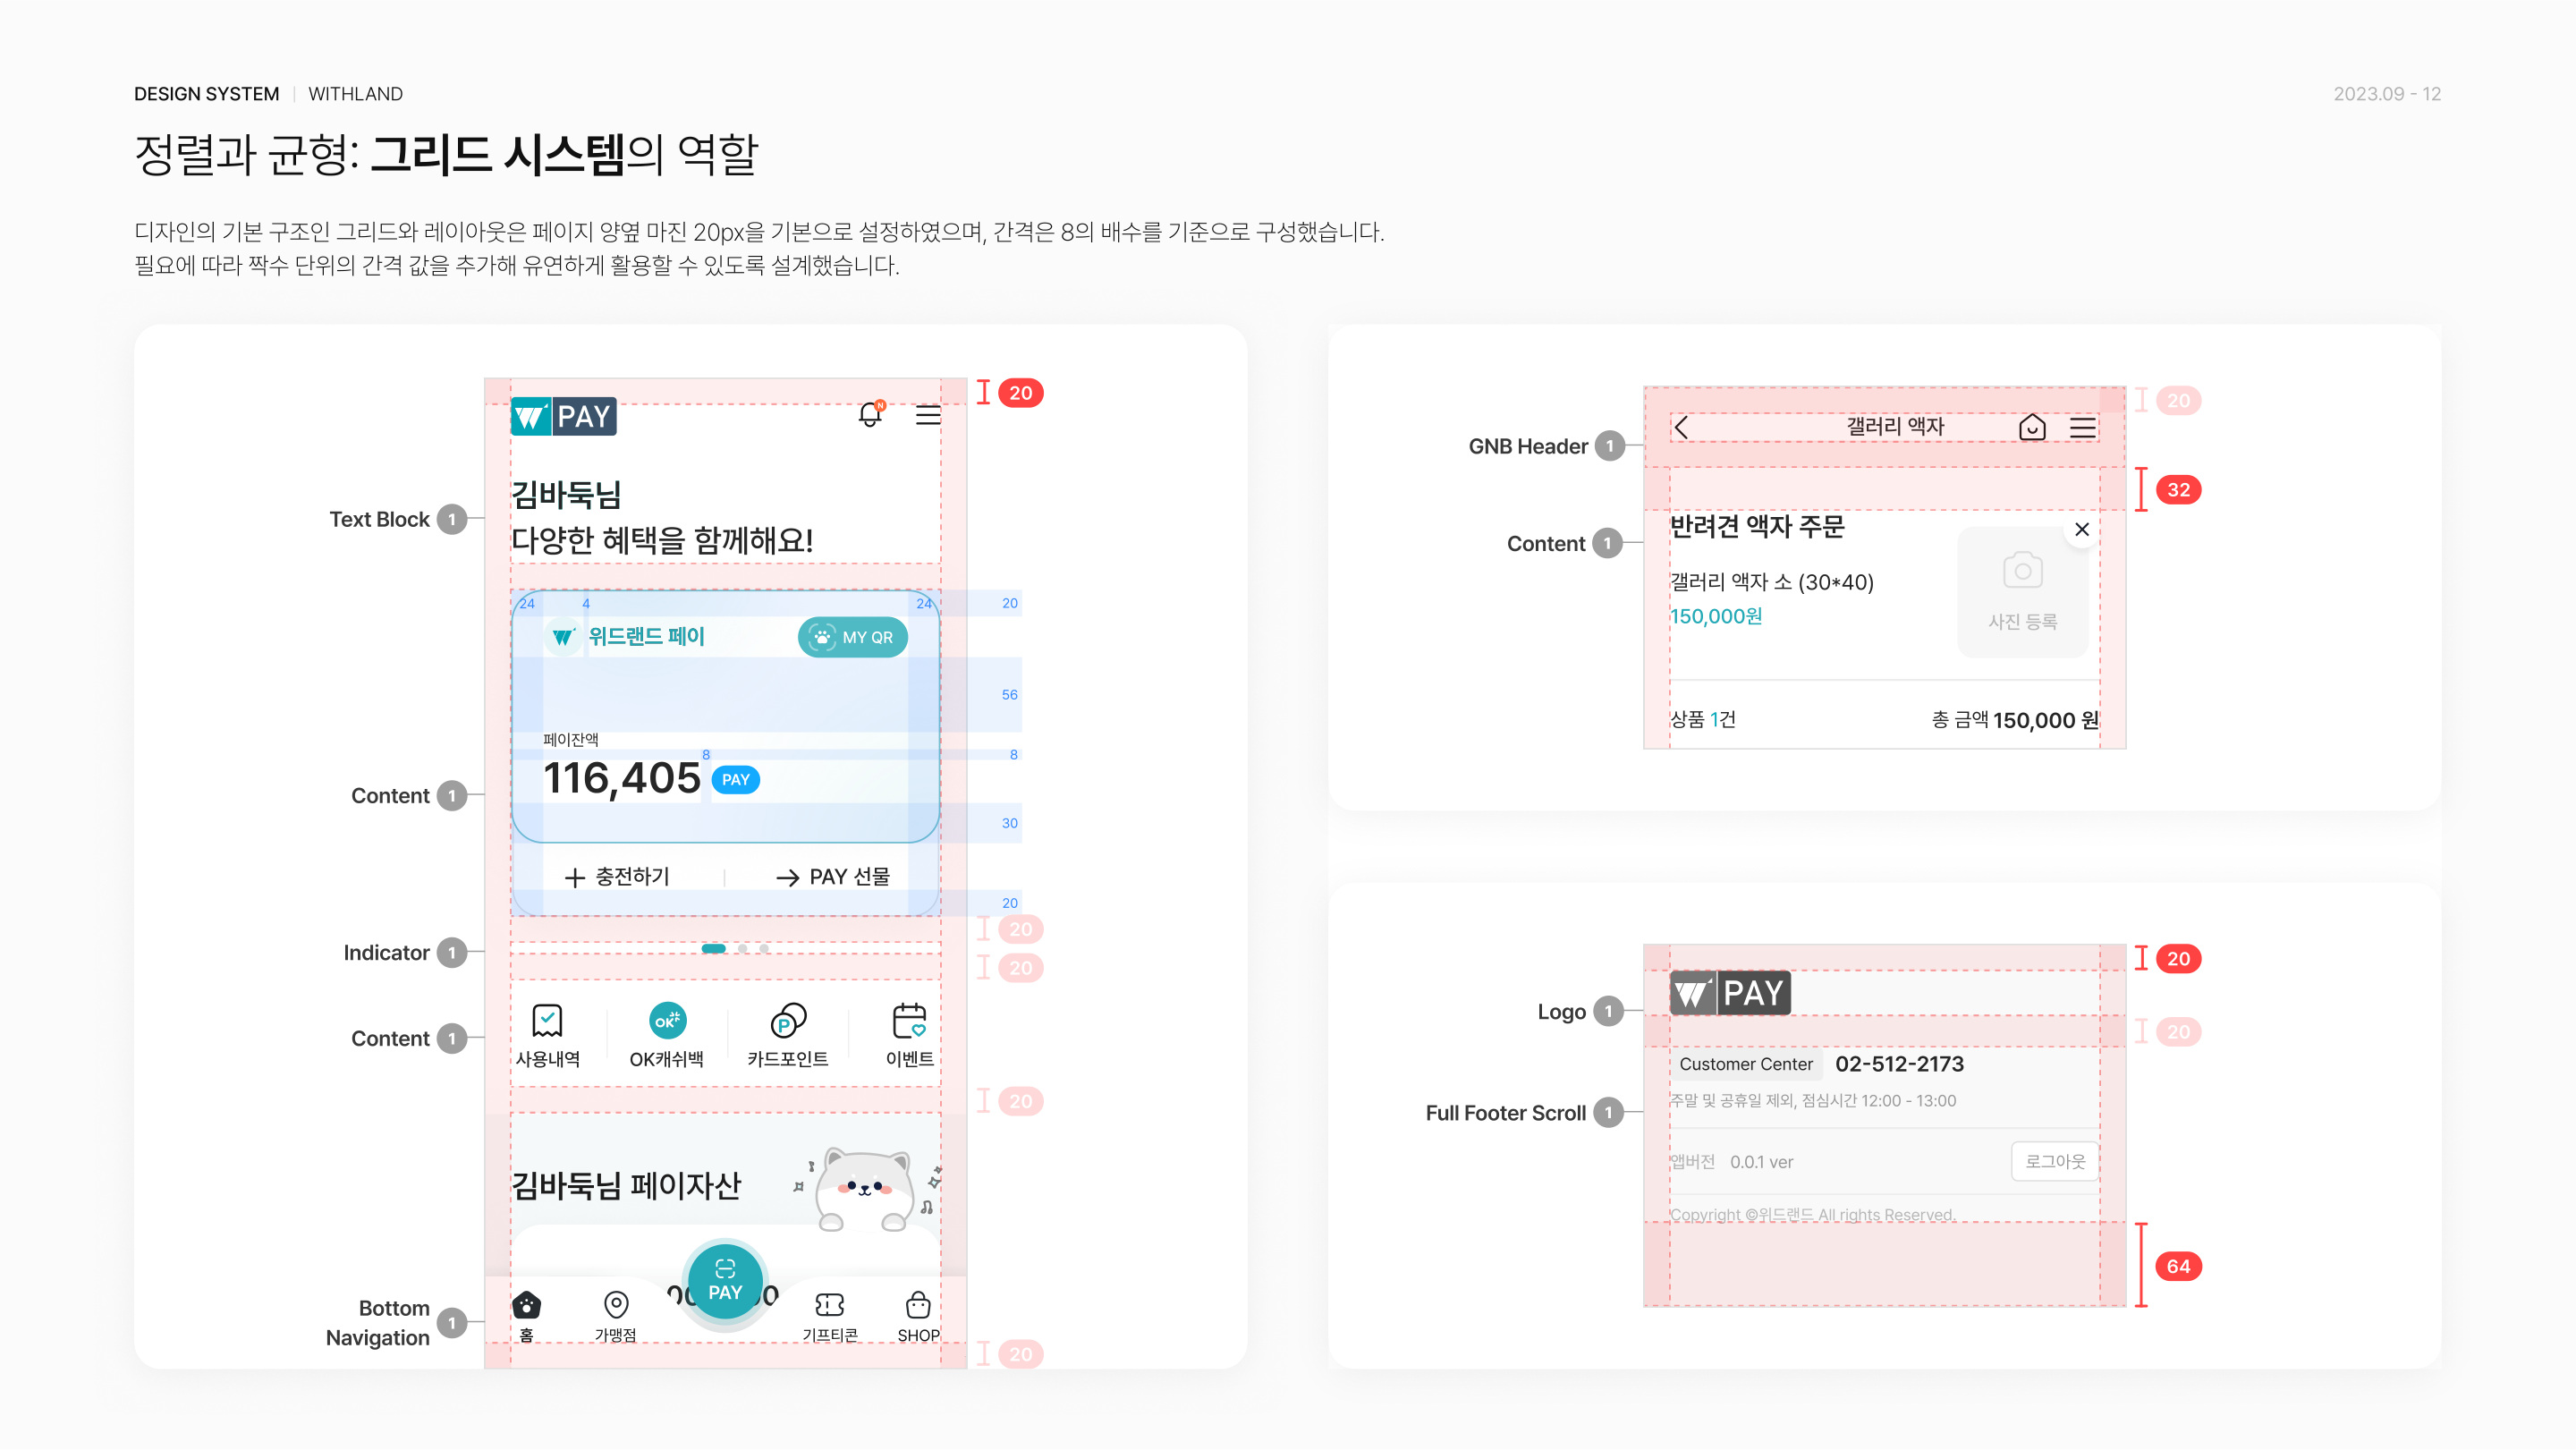 DESIGN SYSTEM | WITHLAND
2023.09 - 12
정렬과 균형: 그리드 시스템의 역할
디자인의 기본 구조인 그리드와 레이아웃은 페이지 양옆 마진 20px을 기본으로 설정하였으며, 간격은 8의 배수를 기준으로 구성했습니다.
필요에 따라 짝수 단위의 간격 값을 추가해 유연하게 활용할 수 있도록 설계했습니다.
20
W PAY
N
Text Block 1
김바둑님
다양한 혜택을 함께해요!
24 4 24 20
위드랜드 페이 MY QR
56
페이잔액
8 8
Content 1
116,405 PAY
30
충전하기 PAY 선물
20
20
Indicator 1
20
Content 1
OK
P
사용내역 OK캐쉬백 카드포인트 이벤트
20
김바둑님 페이자산
PAY
Bottom
Navigation 1
홈 가맹점 기프티콘 SHOP
20
20
GNB Header 1
갤러리 액자
32
Content 1
반려견 액자 주문
갤러리 액자 소 (30*40)
150,000원
사진 등록
상품 1건 총 금액 150,000 원
20
Logo 1
W PAY
20
Customer Center 02-512-2173
Full Footer Scroll 1
주말 및 공휴일 제외, 점심시간 12:00 - 13:00
앱버전 0.0.1 ver 로그아웃
Copyright ©위드랜드 All rights Reserved.
64